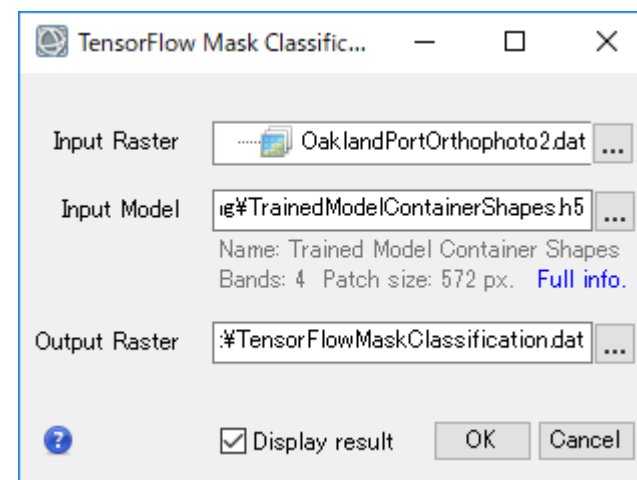 TensorFlow Mask Classific...
Input Raster OaklandPortOrthophoto2.dat ...
Input Model ıg¥TrainedModelContainerShapes.h5 ...
Name: Trained Model Container Shapes
Bands: 4 Patch size: 572 px. Full info.
Output Raster :¥TensorFlowMaskClassification.dat ...
? Display result OK Cancel